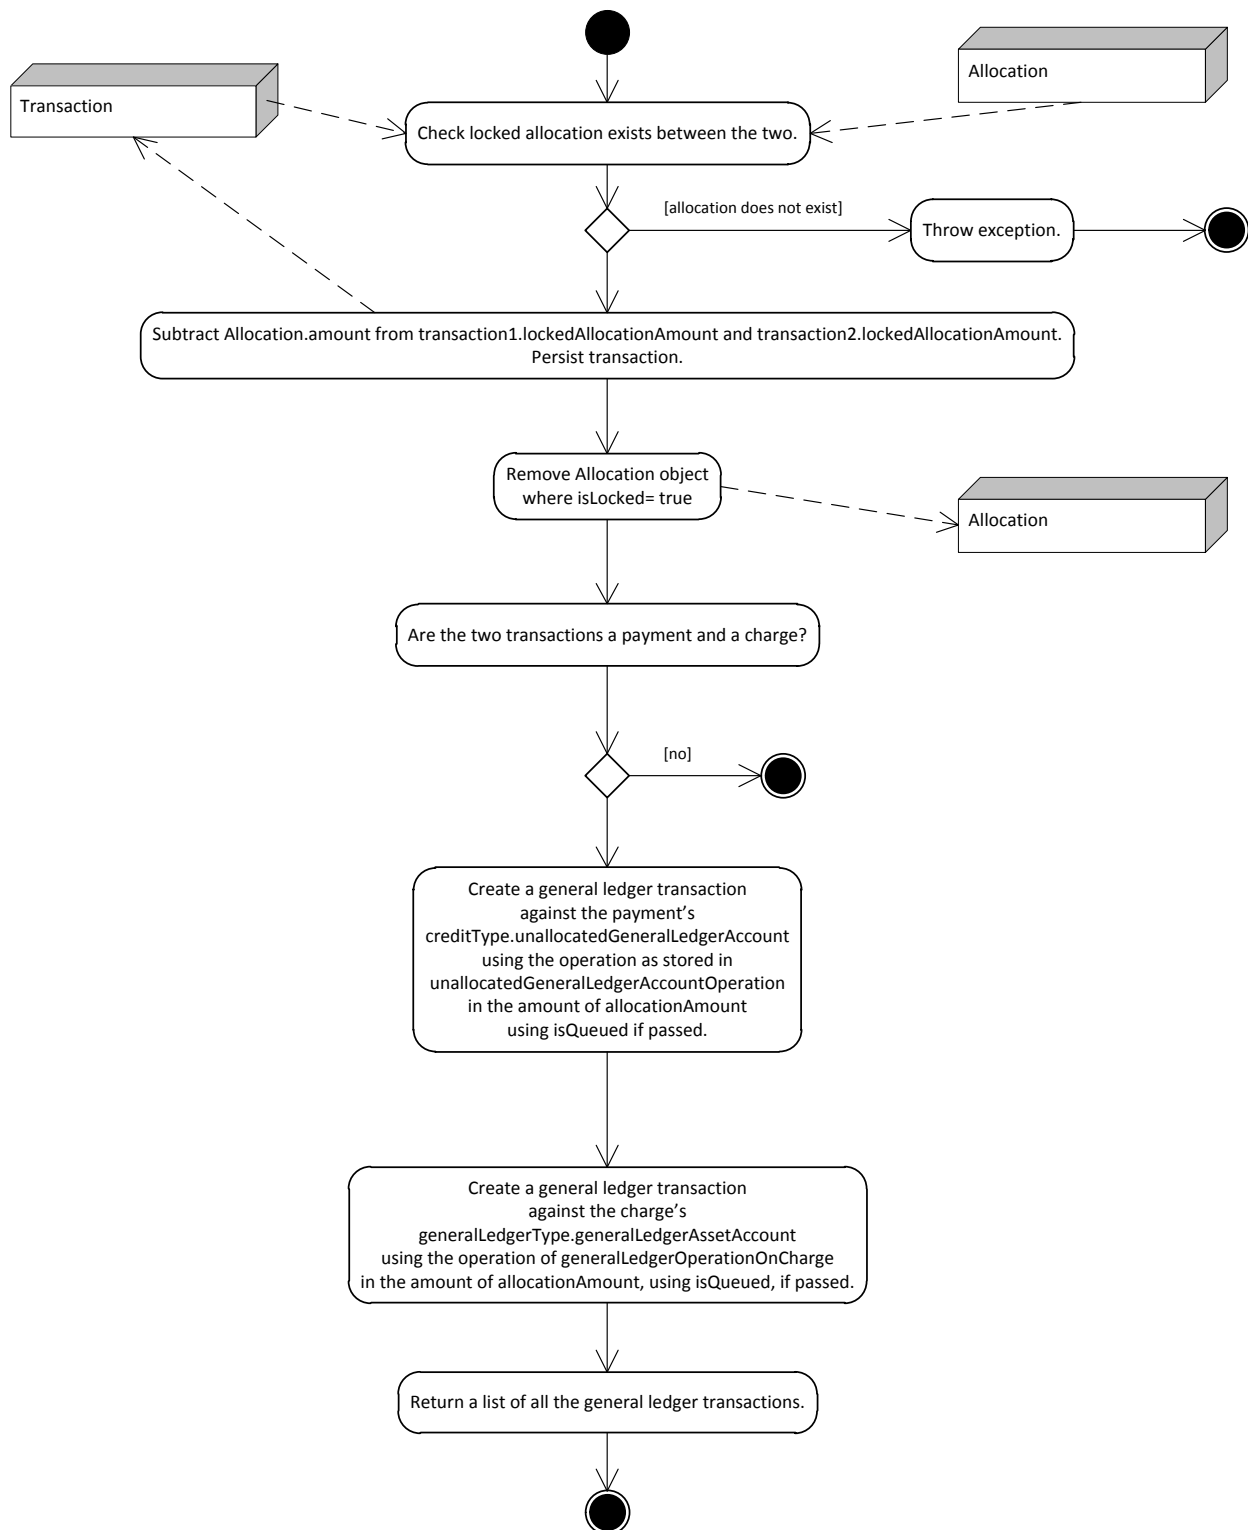 Allocation
Transaction
Check locked allocation exists between the two.
[allocation does not exist]
Throw exception.
Subtract Allocation.amount from transaction1.lockedAllocationAmount and transaction2.lockedAllocationAmount.
Persist transaction.
Remove Allocation object
where isLocked= true
Allocation
Are the two transactions a payment and a charge?
[no]
Create a general ledger transaction
against the payment’s
creditType.unallocatedGeneralLedgerAccount
using the operation as stored in
unallocatedGeneralLedgerAccountOperation
in the amount of allocationAmount
using isQueued if passed.
Create a general ledger transaction
against the charge’s
generalLedgerType.generalLedgerAssetAccount
using the operation of generalLedgerOperationOnCharge
in the amount of allocationAmount, using isQueued, if passed.
Return a list of all the general ledger transactions.